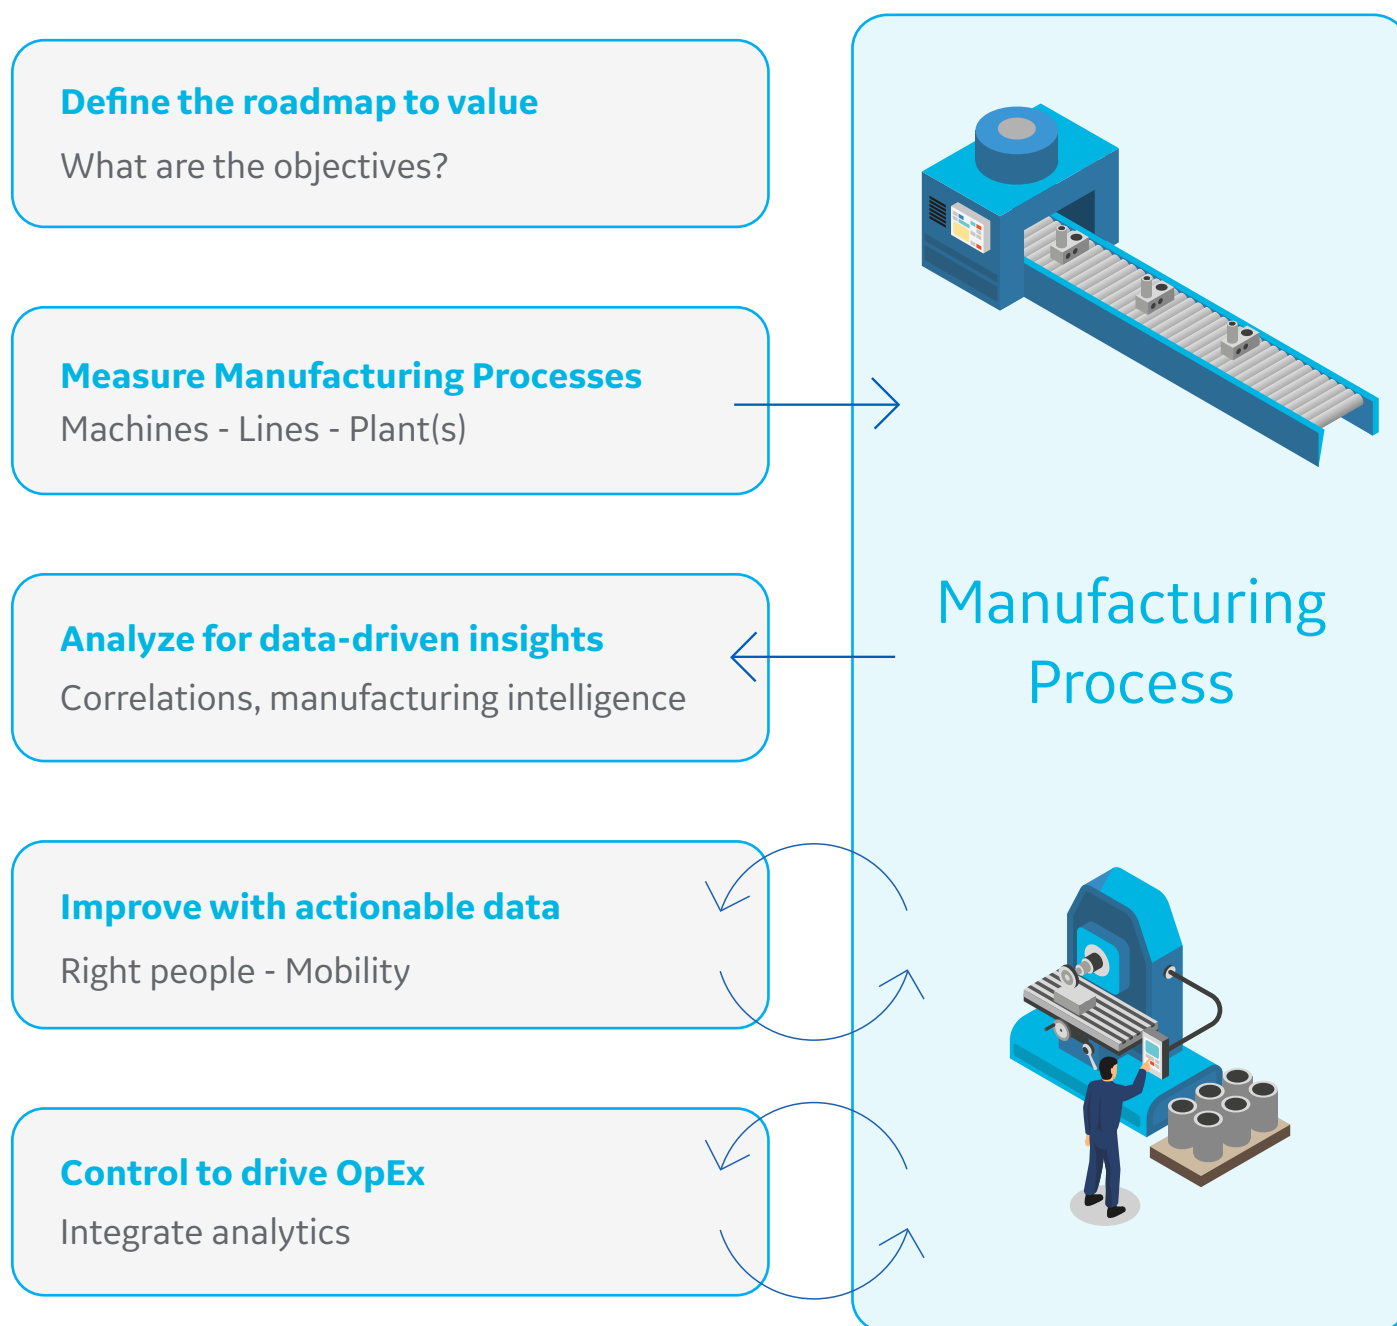 Define the roadmap to value
What are the objectives?
Measure Manufacturing Processes
Machines - Lines - Plant(s)
Analyze for data-driven insights
Correlations, manufacturing intelligence
Improve with actionable data
Right people - Mobility
Control to drive OpEx
Integrate analytics
Manufacturing
Process